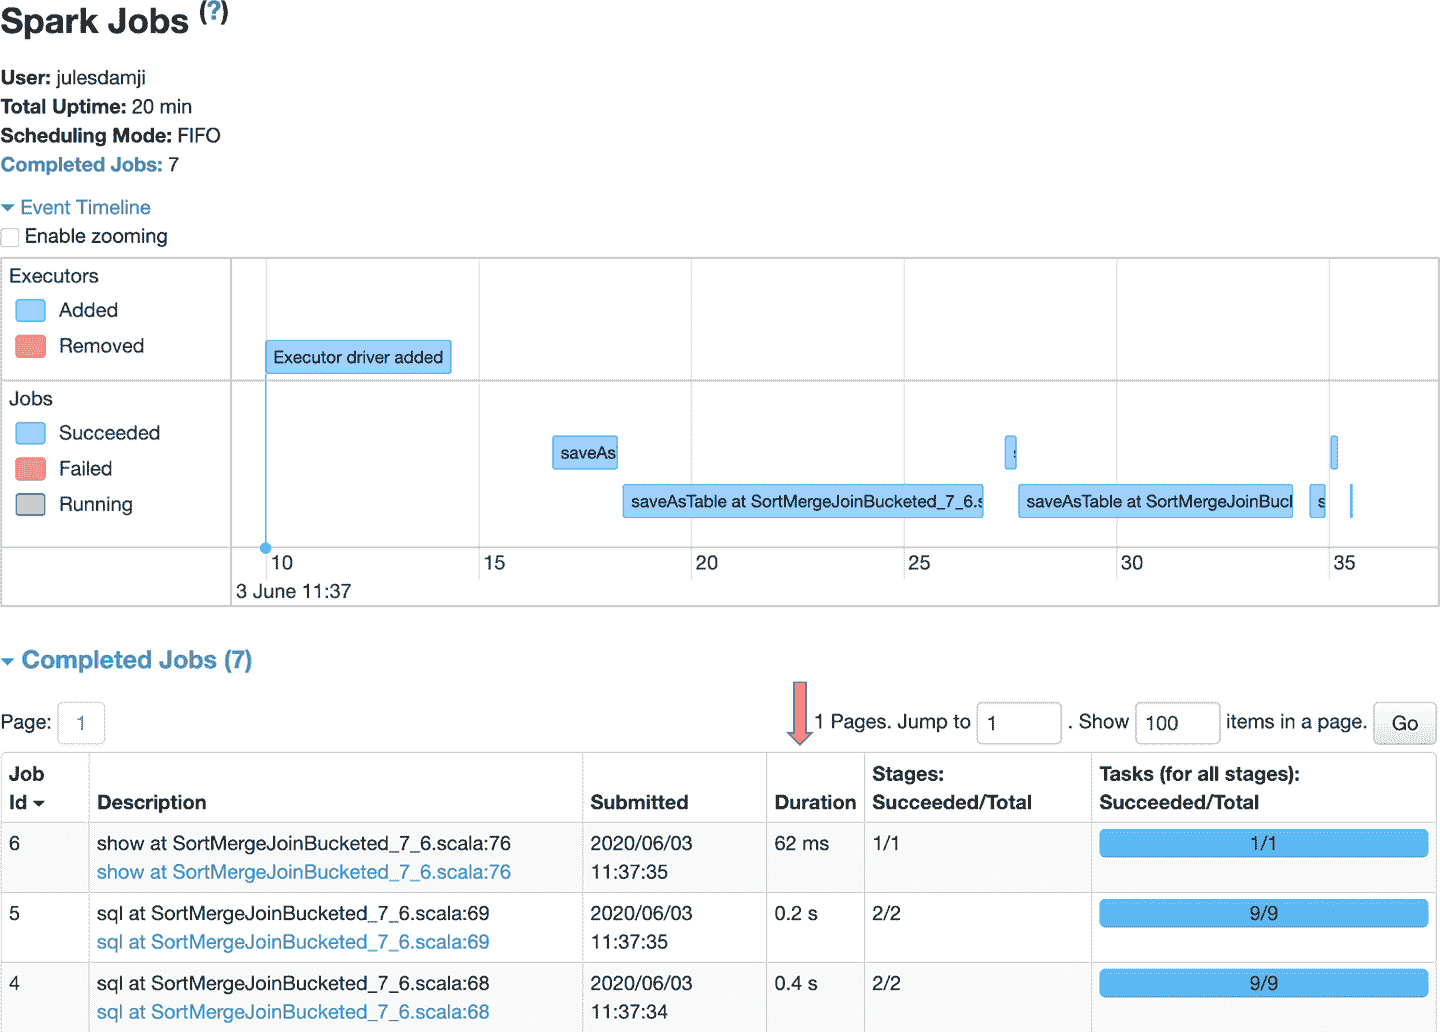 Spark Jobs (?)
User: julesdamji
Total Uptime: 20 min
Scheduling Mode: FIFO
Completed Jobs: 7
Event Timeline
Enable zooming
Executors
Added
Removed
Executor driver added
Jobs
Succeeded
Failed
Running
saveAs
s
saveAsTable at SortMergeJoinBucketed_7_6.s
saveAsTable at SortMergeJoinBucl
s
10 15 20 25 30 35
3 June 11:37
Completed Jobs (7)
Page: 1
1 Pages. Jump to 1 . Show 100 items in a page. Go
Job Id
Description
Submitted
Duration
Stages: Succeeded/Total
Tasks (for all stages): Succeeded/Total
6 show at SortMergeJoinBucketed_7_6.scala:76 2020/06/03 62 ms 1/1 1/1
show at SortMergeJoinBucketed_7_6.scala:76 11:37:35
5 sql at SortMergeJoinBucketed_7_6.scala:69 2020/06/03 0.2 s 2/2 9/9
sql at SortMergeJoinBucketed_7_6.scala:69 11:37:35
4 sql at SortMergeJoinBucketed_7_6.scala:68 2020/06/03 0.4 s 2/2 9/9
sql at SortMergeJoinBucketed_7_6.scala:68 11:37:34